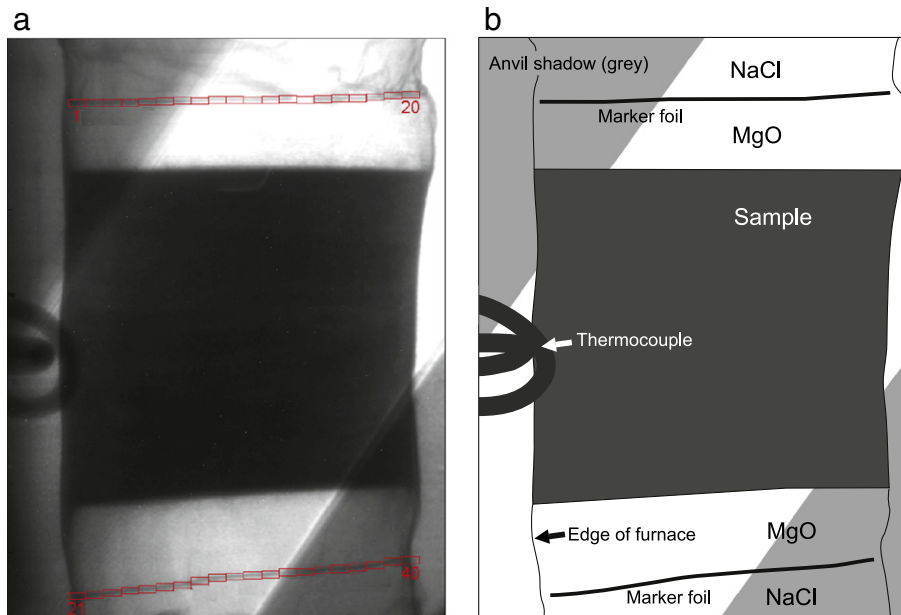 a
1
20
21
40
b
Anvil shadow (grey)
NaCl
Marker foil
MgO
Sample
Thermocouple
Edge of furnace
MgO
Marker foil
NaCl